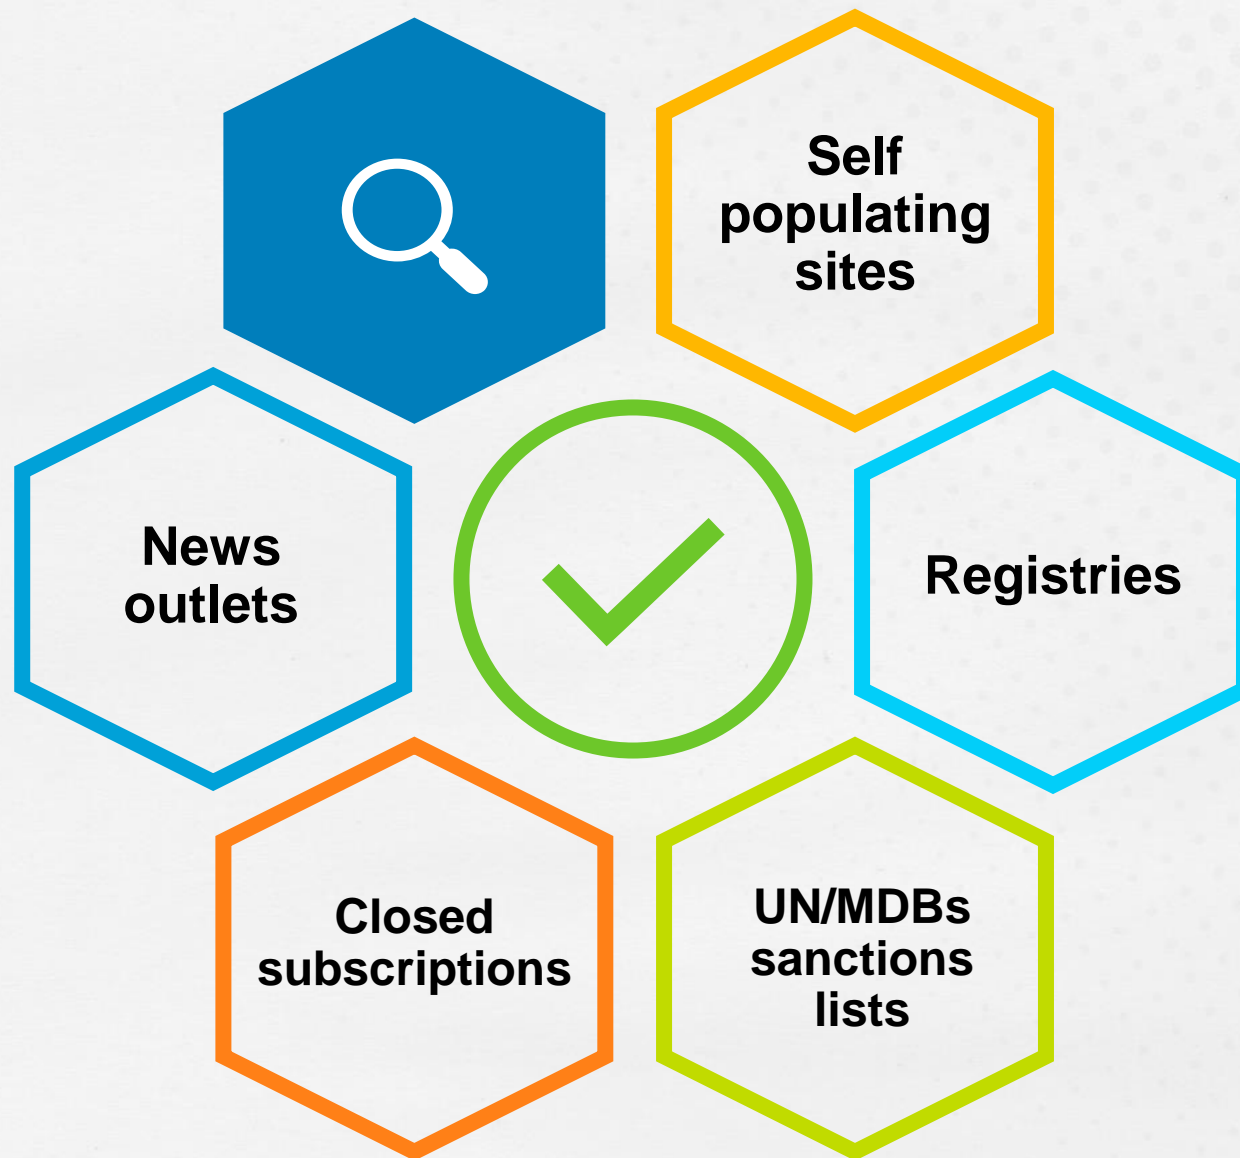 Self
populating
sites
News
outlets
Registries
Closed
subscriptions
UN/MDBs
sanctions
lists